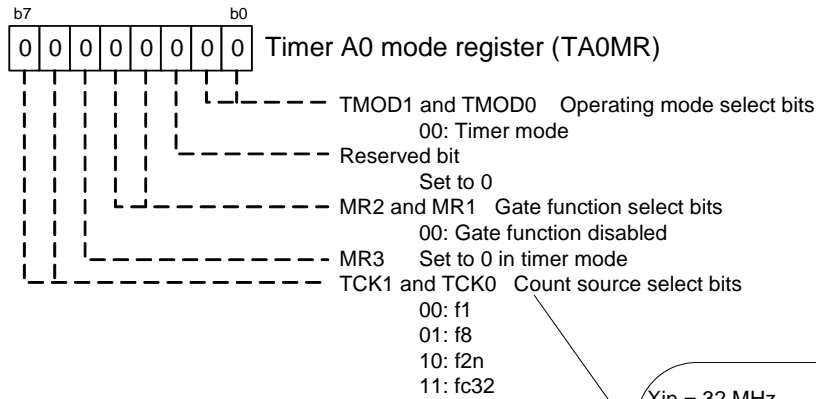 b7 b0
0 0 0 0 0 0 0 0 Timer A0 mode register (TA0MR)
TMOD1 and TMOD0 Operating mode select bits
00: Timer mode
Reserved bit
Set to 0
MR2 and MR1 Gate function select bits
00: Gate function disabled
MR3 Set to 0 in timer mode
TCK1 and TCK0 Count source select bits
00: f1
01: f8
10: f2n
11: fc32
Xin = 32 MHz